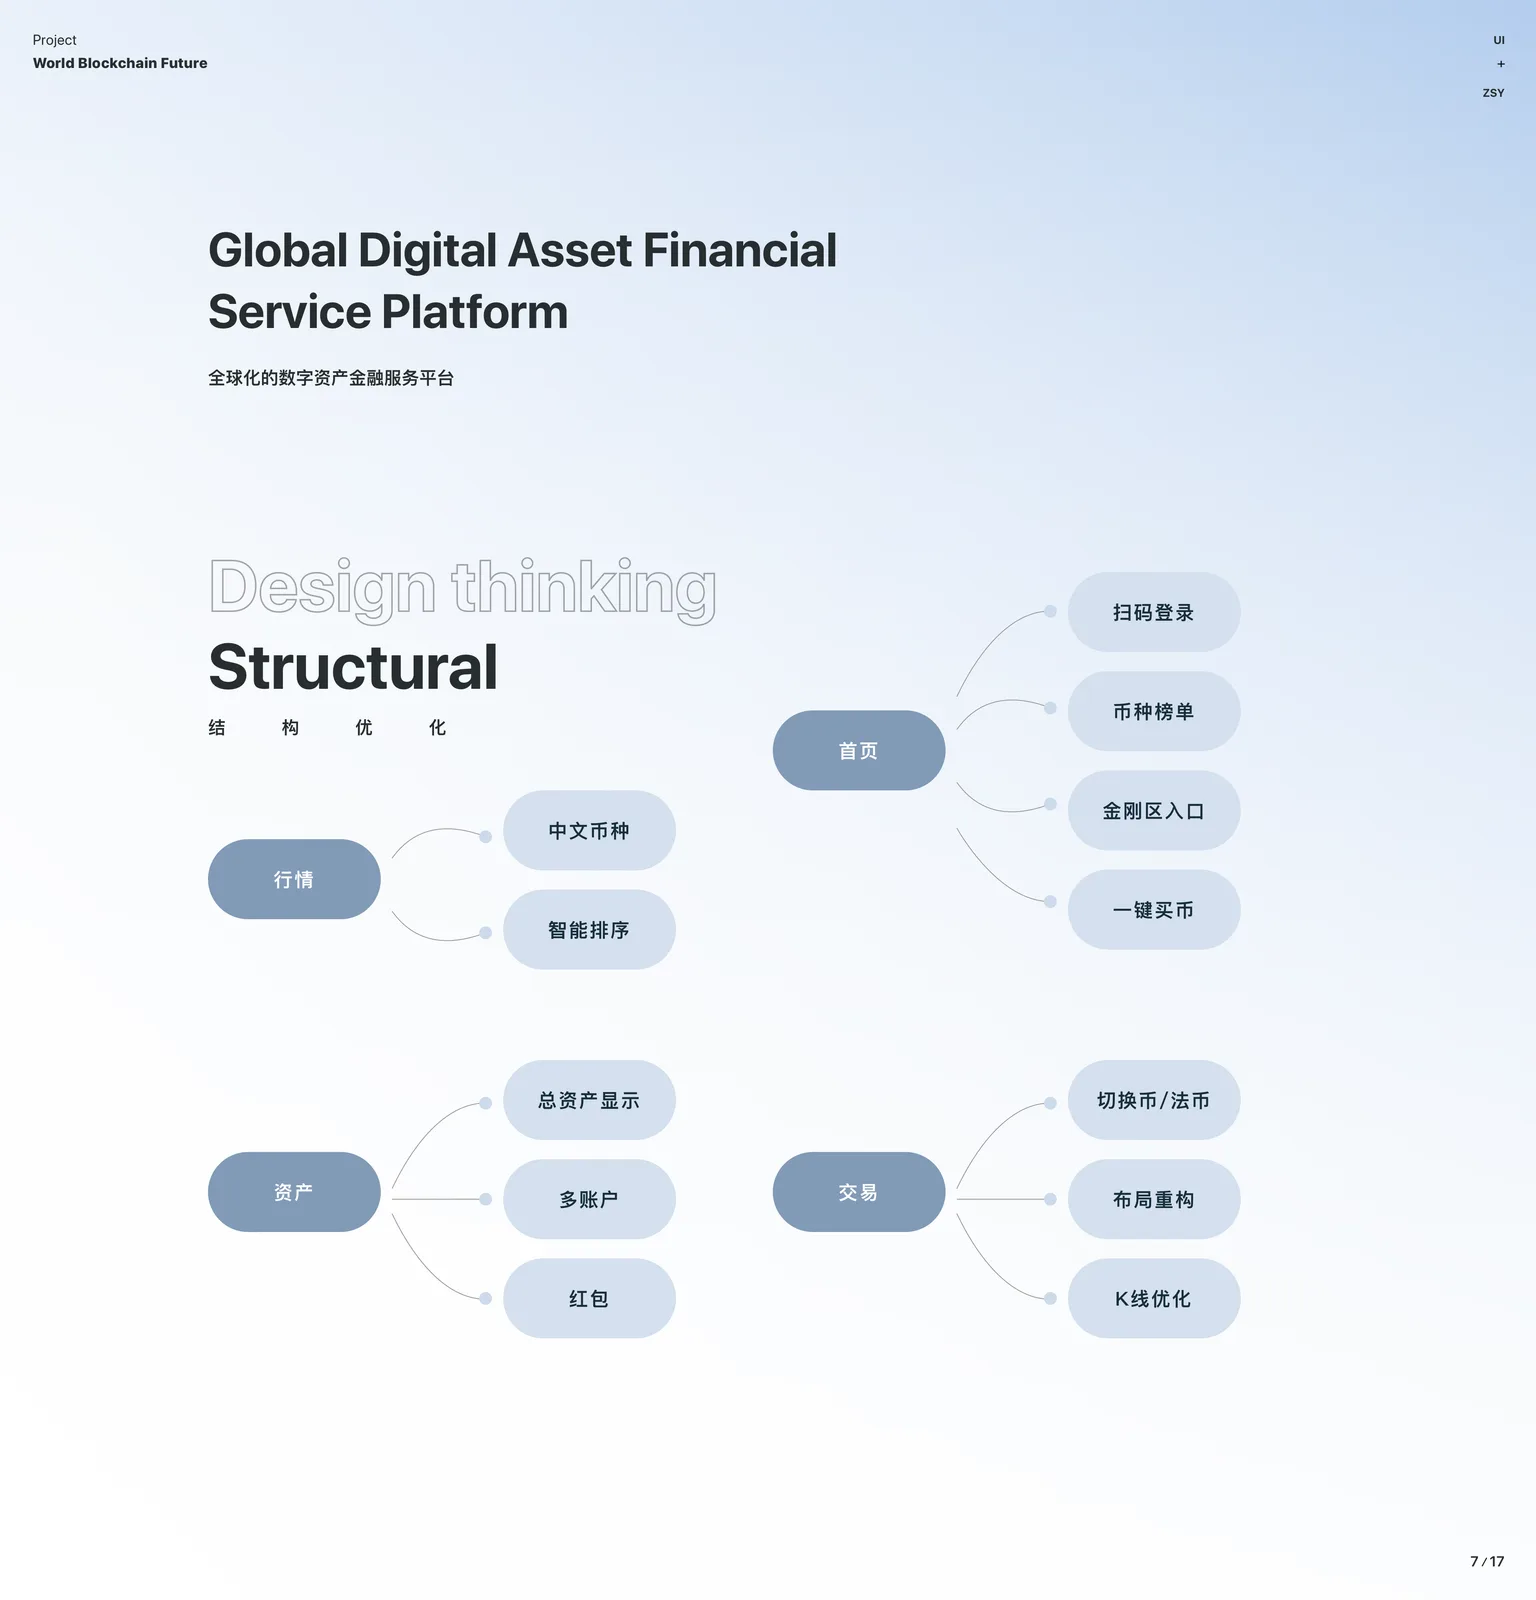 Project
World Blockchain Future
UI
+
ZSY
Global Digital Asset Financial
Service Platform
全球化的数字资产金融服务平台
Design thinking
Structural
结 构 优 化
行情
中文币种
智能排序
首页
扫码登录
币种榜单
金刚区入口
一键买币
资产
总资产显示
多账户
红包
交易
切换币/法币
布局重构
K线优化
7 / 17